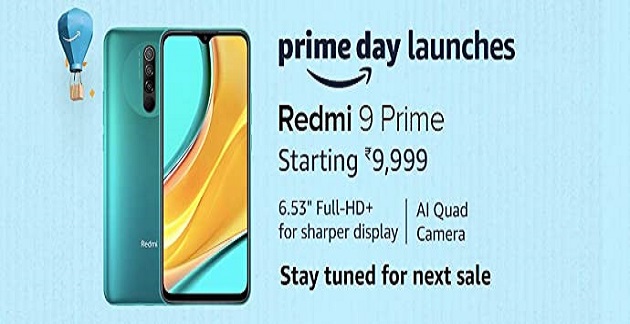 prime day launches
Redmi 9 Prime
Starting ₹9,999
6.53" Full-HD+
for sharper display
AI Quad
Camera
Stay tuned for next sale
Redmi